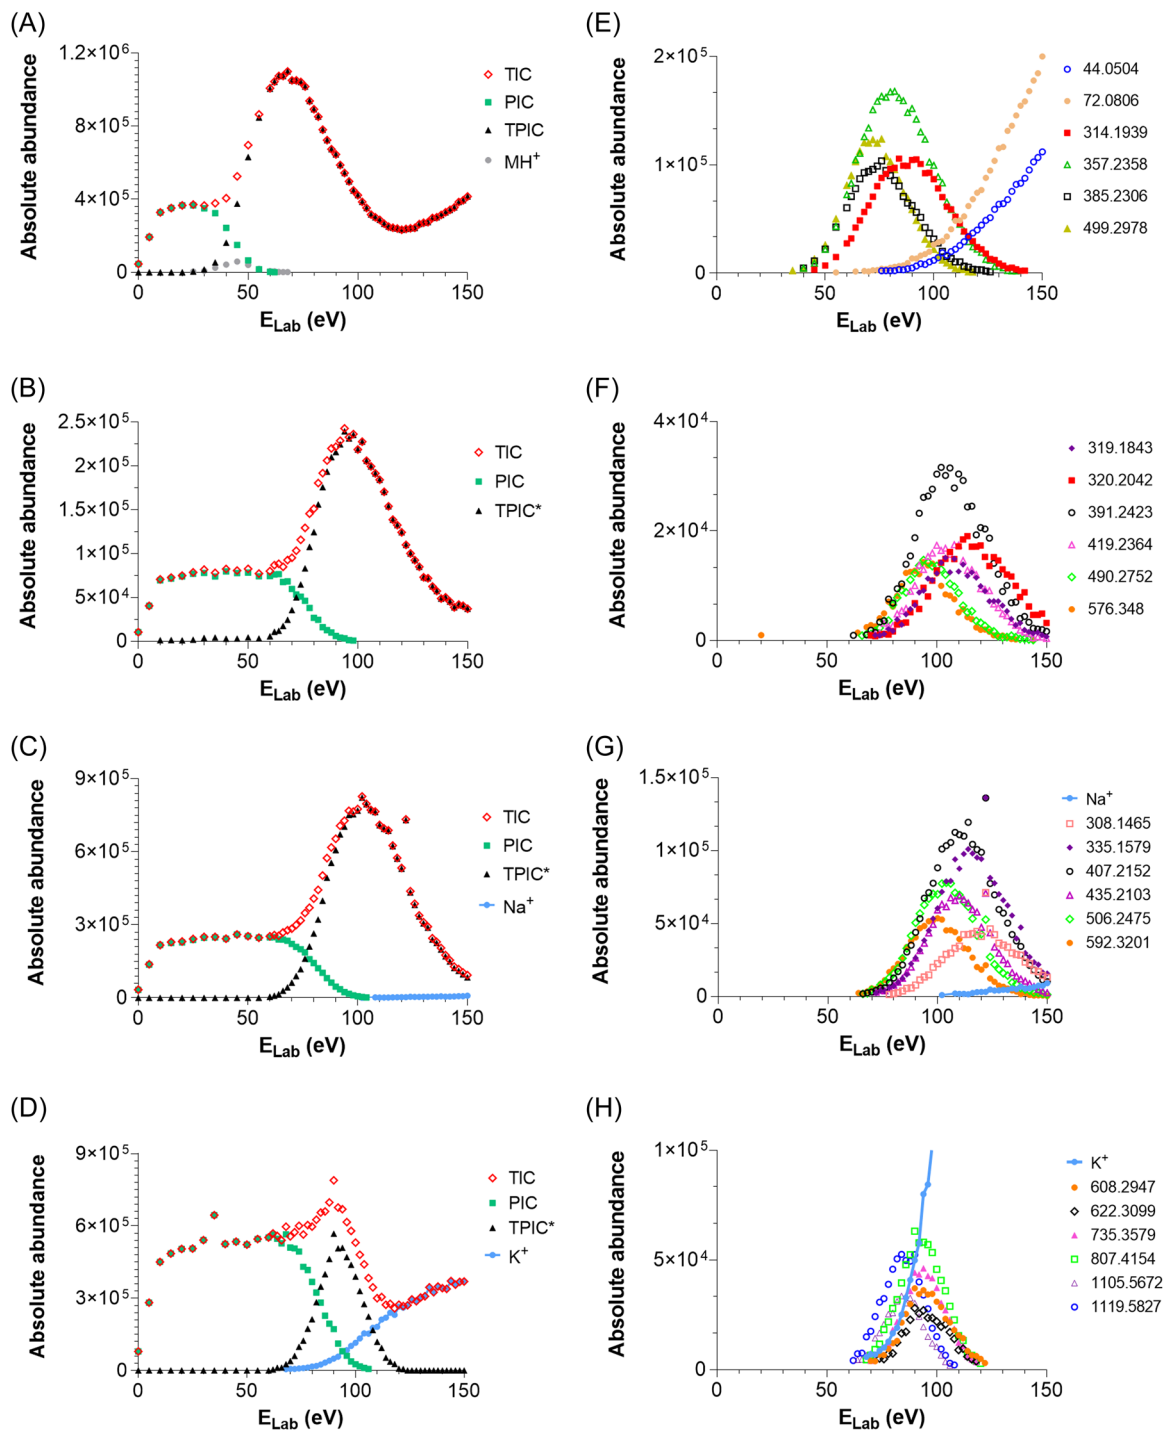 (A)
Absolute abundance
1.2×10⁶
8×10⁵
4×10⁵
0
0 50 100 150
E_Lab (eV)
TIC
PIC
TPIC
MH⁺
(E)
Absolute abundance
2×10⁵
1×10⁵
0
0 50 100 150
E_Lab (eV)
44.0504
72.0806
314.1939
357.2358
385.2306
499.2978
(B)
Absolute abundance
2.5×10⁵
2×10⁵
1.5×10⁵
1×10⁵
5×10⁴
0
0 50 100 150
E_Lab (eV)
TIC
PIC
TPIC*
(F)
Absolute abundance
4×10⁴
2×10⁴
0
0 50 100 150
E_Lab (eV)
319.1843
320.2042
391.2423
419.2364
490.2752
576.348
(C)
Absolute abundance
9×10⁵
6×10⁵
3×10⁵
0
0 50 100 150
E_Lab (eV)
TIC
PIC
TPIC*
Na⁺
(G)
Absolute abundance
1.5×10⁵
1×10⁵
5×10⁴
0
0 50 100 150
E_Lab (eV)
Na⁺
308.1465
335.1579
407.2152
435.2103
506.2475
592.3201
(D)
Absolute abundance
9×10⁵
6×10⁵
3×10⁵
0
0 50 100 150
E_Lab (eV)
TIC
PIC
TPIC*
K⁺
(H)
Absolute abundance
1×10⁵
5×10⁴
0
0 50 100 150
E_Lab (eV)
K⁺
608.2947
622.3099
735.3579
807.4154
1105.5672
1119.5827